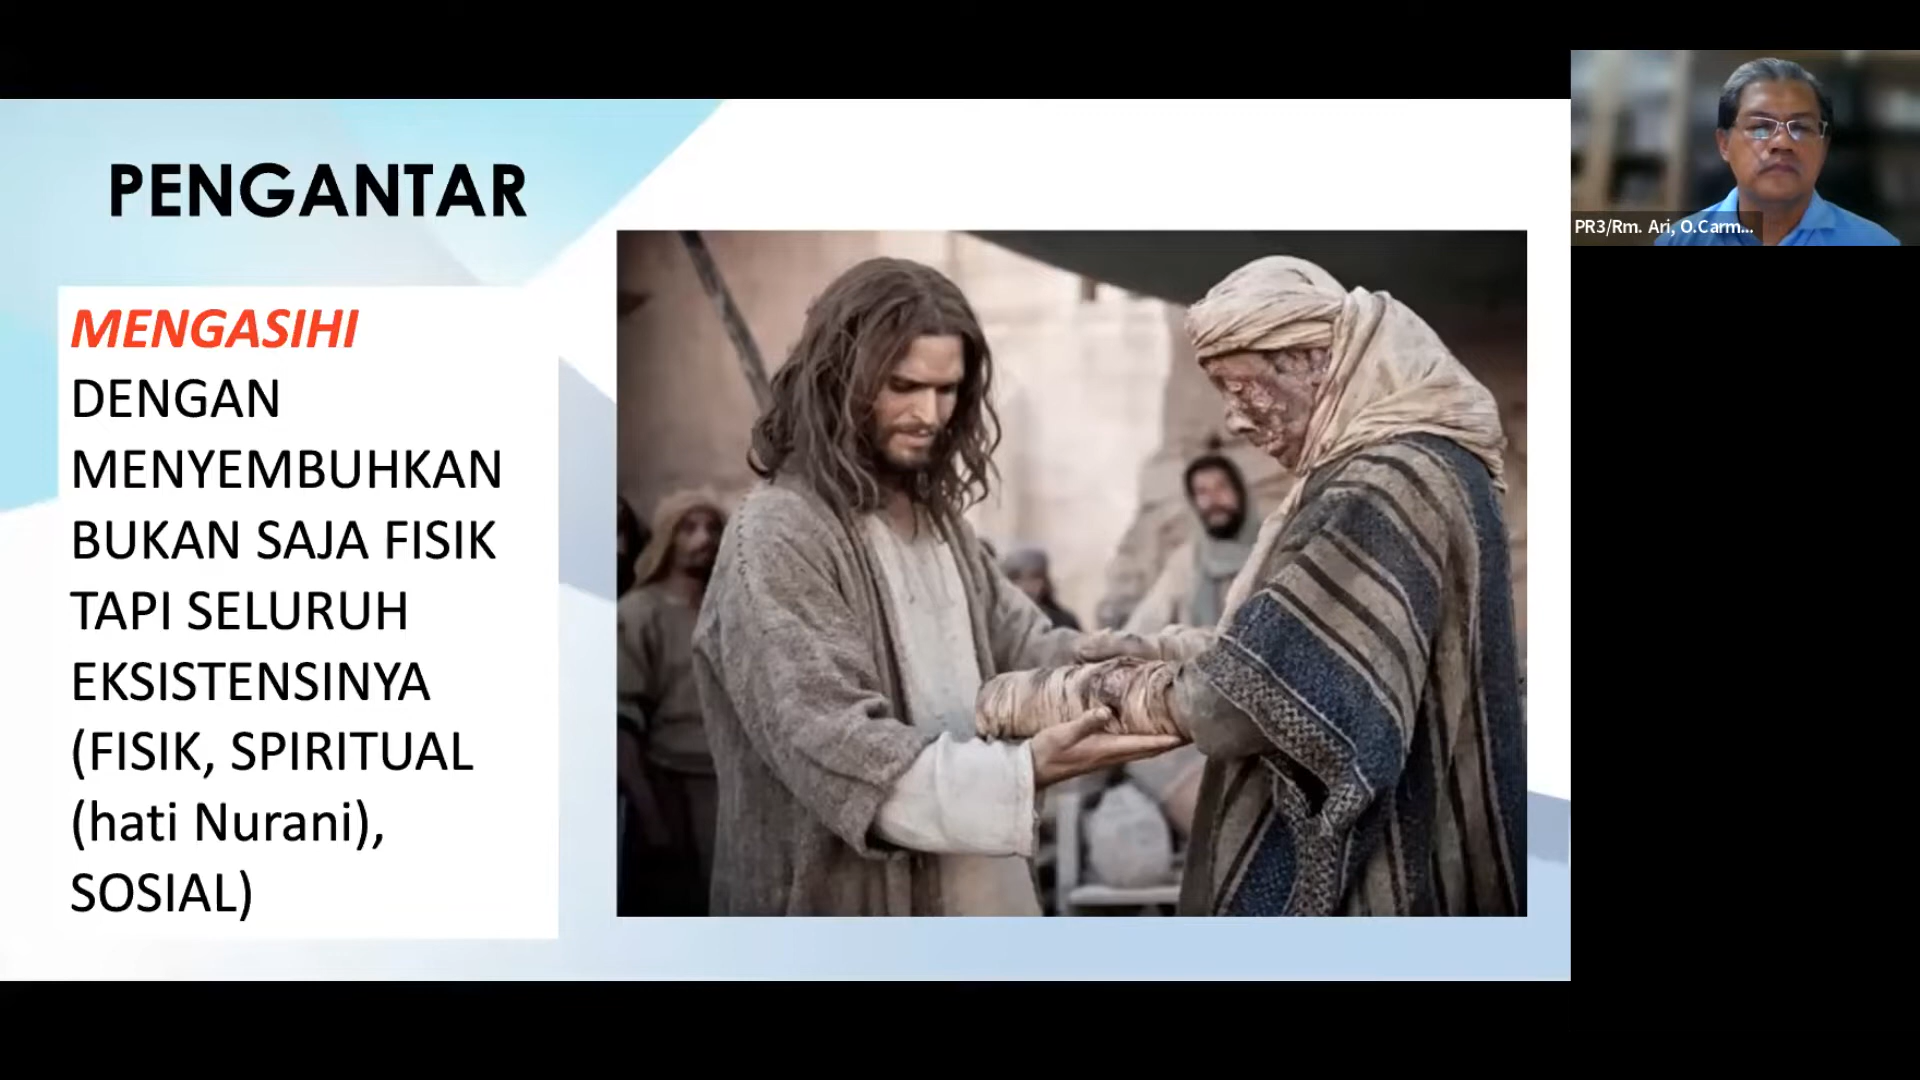 PENGANTAR
MENGASIHI
DENGAN
MENYEMBUHKAN
BUKAN SAJA FISIK
TAPI SELURUH
EKSISTENSINYA
(FISIK, SPIRITUAL
(hati Nurani),
SOSIAL)
PR3/Rm. Ari, O.Carm...